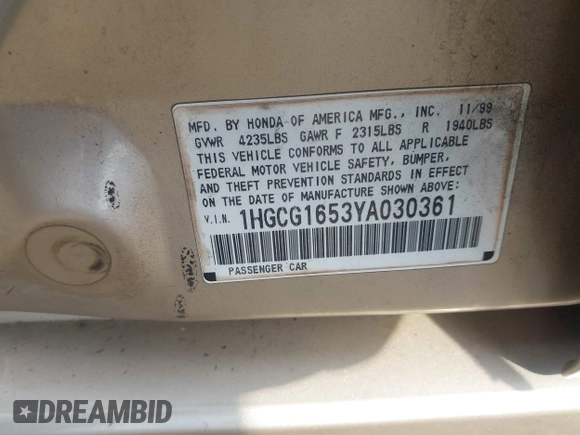 MFD. BY HONDA OF AMERICA MFG., INC. 11/99
GVWR 4235LBS GAWR F 2315LBS R 1940LBS
THIS VEHICLE CONFORMS TO ALL APPLICABLE
FEDERAL MOTOR VEHICLE SAFETY, BUMPER,
AND THEFT PREVENTION STANDARDS IN EFFECT
ON THE DATE OF MANUFACTURE SHOWN ABOVE:
V.I.N. 1HGCG1653YA030361
PASSENGER CAR
DREAMBID